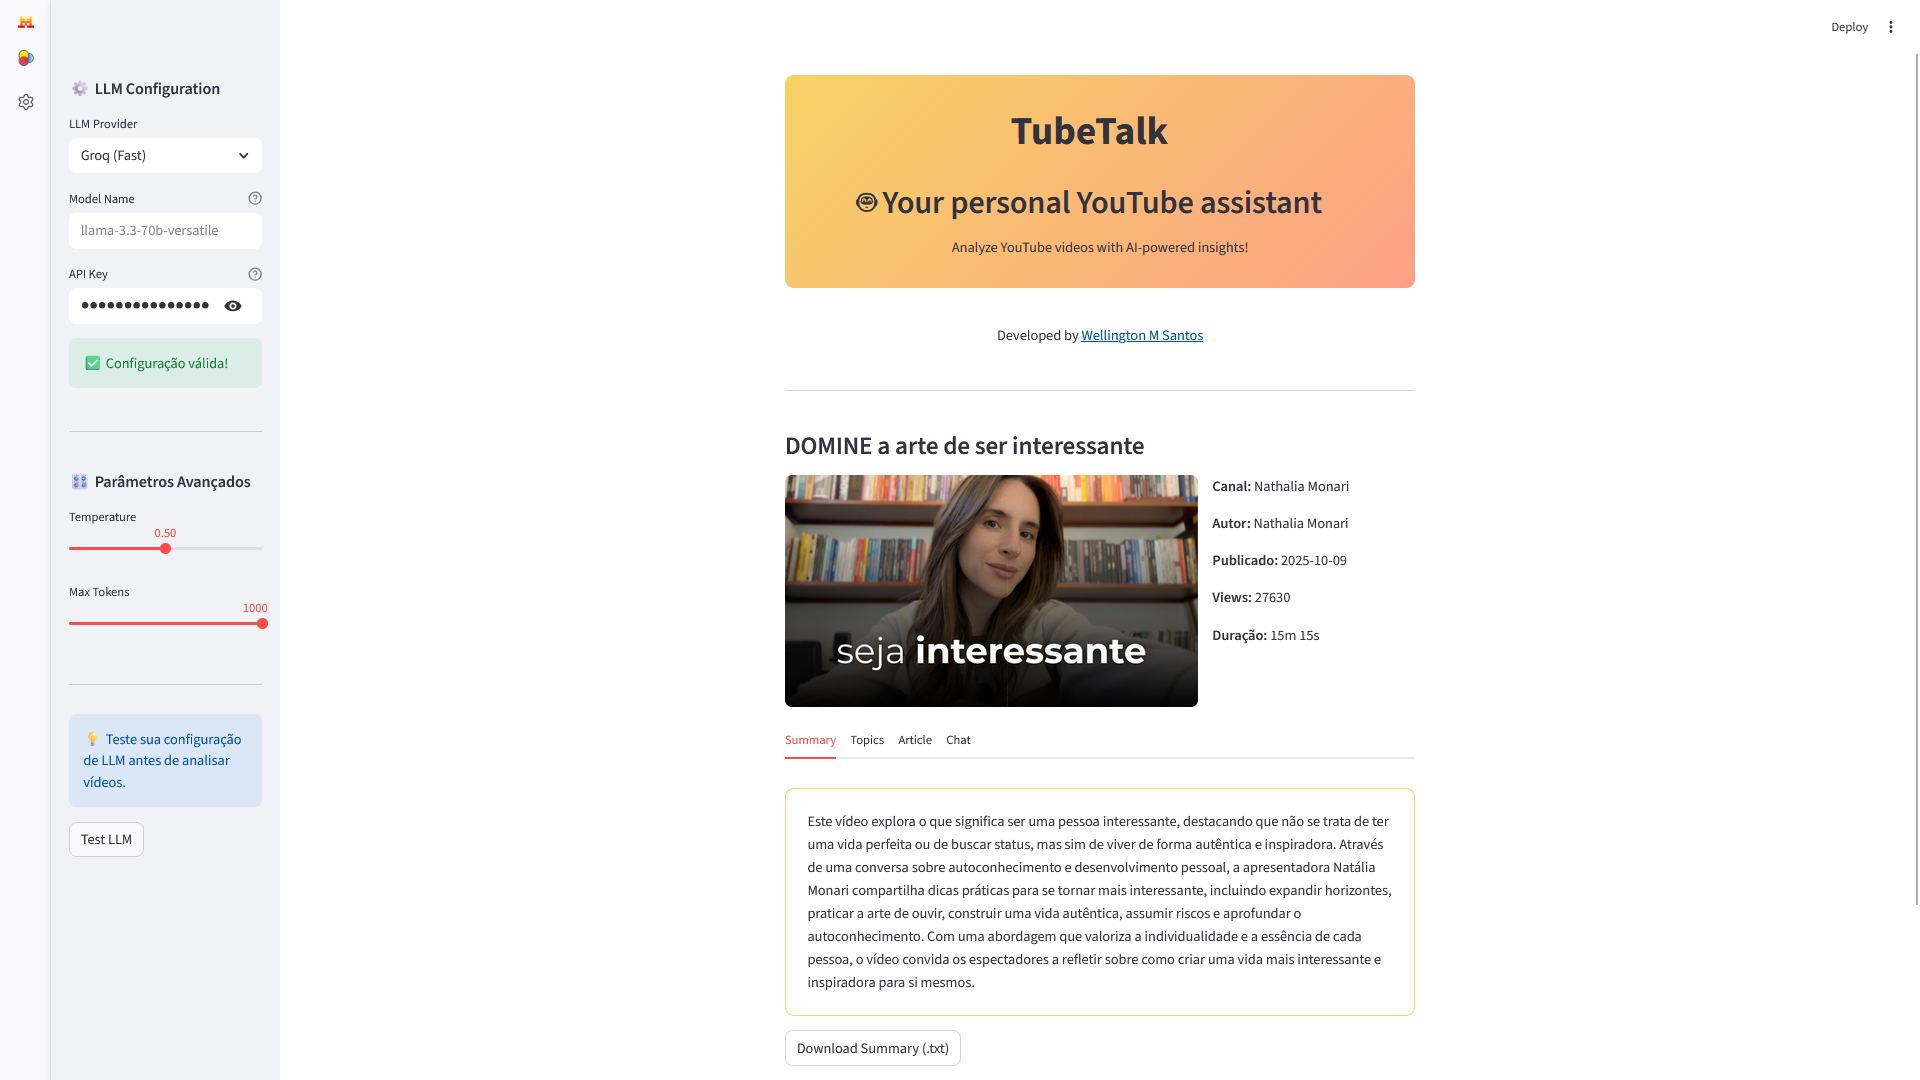 Deploy
LLM Configuration
LLM Provider
Groq (Fast)
Model Name
llama-3.3-70b-versatile
API Key
Configuração válida!
Parâmetros Avançados
Temperature
0.50
Max Tokens
1000
Teste sua configuração
de LLM antes de analisar
vídeos.
Test LLM
TubeTalk
Your personal YouTube assistant
Analyze YouTube videos with AI-powered insights!
Developed by Wellington M Santos
DOMINE a arte de ser interessante
seja interessante
Canal: Nathalia Monari
Autor: Nathalia Monari
Publicado: 2025-10-09
Views: 27630
Duração: 15m 15s
Summary Topics Article Chat
Este vídeo explora o que significa ser uma pessoa interessante, destacando que não se trata de ter
uma vida perfeita ou de buscar status, mas sim de viver de forma autêntica e inspiradora. Através
de uma conversa sobre autoconhecimento e desenvolvimento pessoal, a apresentadora Natália
Monari compartilha dicas práticas para se tornar mais interessante, incluindo expandir horizontes,
praticar a arte de ouvir, construir uma vida autêntica, assumir riscos e aprofundar o
autoconhecimento. Com uma abordagem que valoriza a individualidade e a essência de cada
pessoa, o vídeo convida os espectadores a refletir sobre como criar uma vida mais interessante e
inspiradora para si mesmos.
Download Summary (.txt)